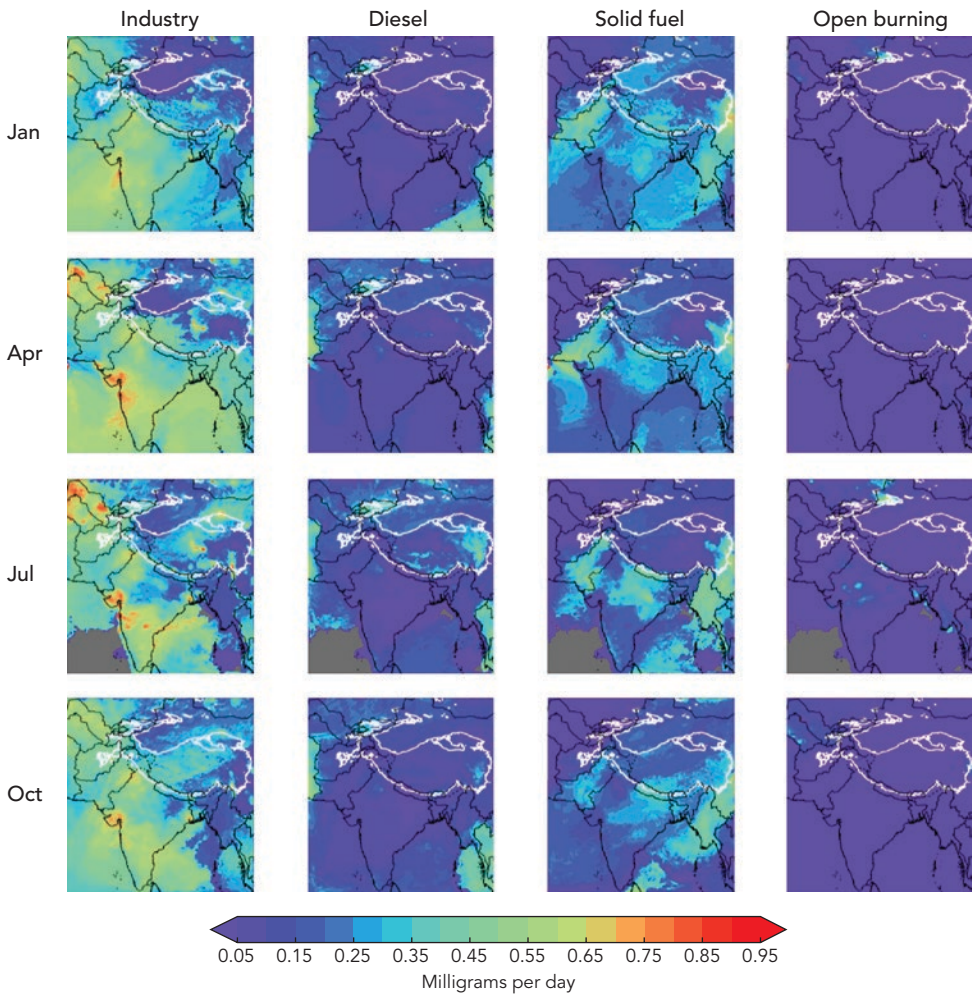 Industry Diesel Solid fuel Open burning
Jan
Apr
Jul
Oct
0.05 0.15 0.25 0.35 0.45 0.55 0.65 0.75 0.85 0.95
Milligrams per day